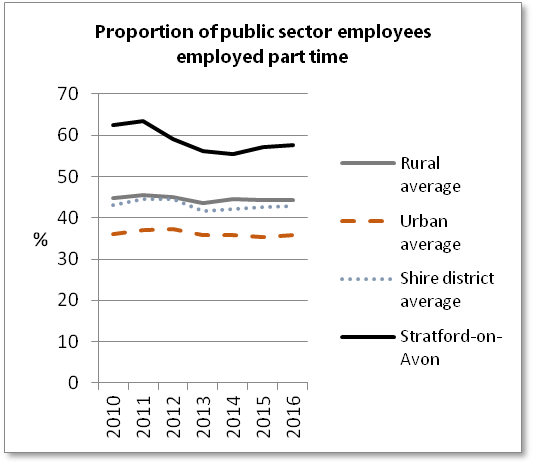 Proportion of public sector employees
employed part time
70
60
50
40
30
20
10
0
%
2010
2011
2012
2013
2014
2015
2016
Rural
average
Urban
average
Shire district
average
Stratford-on-
Avon